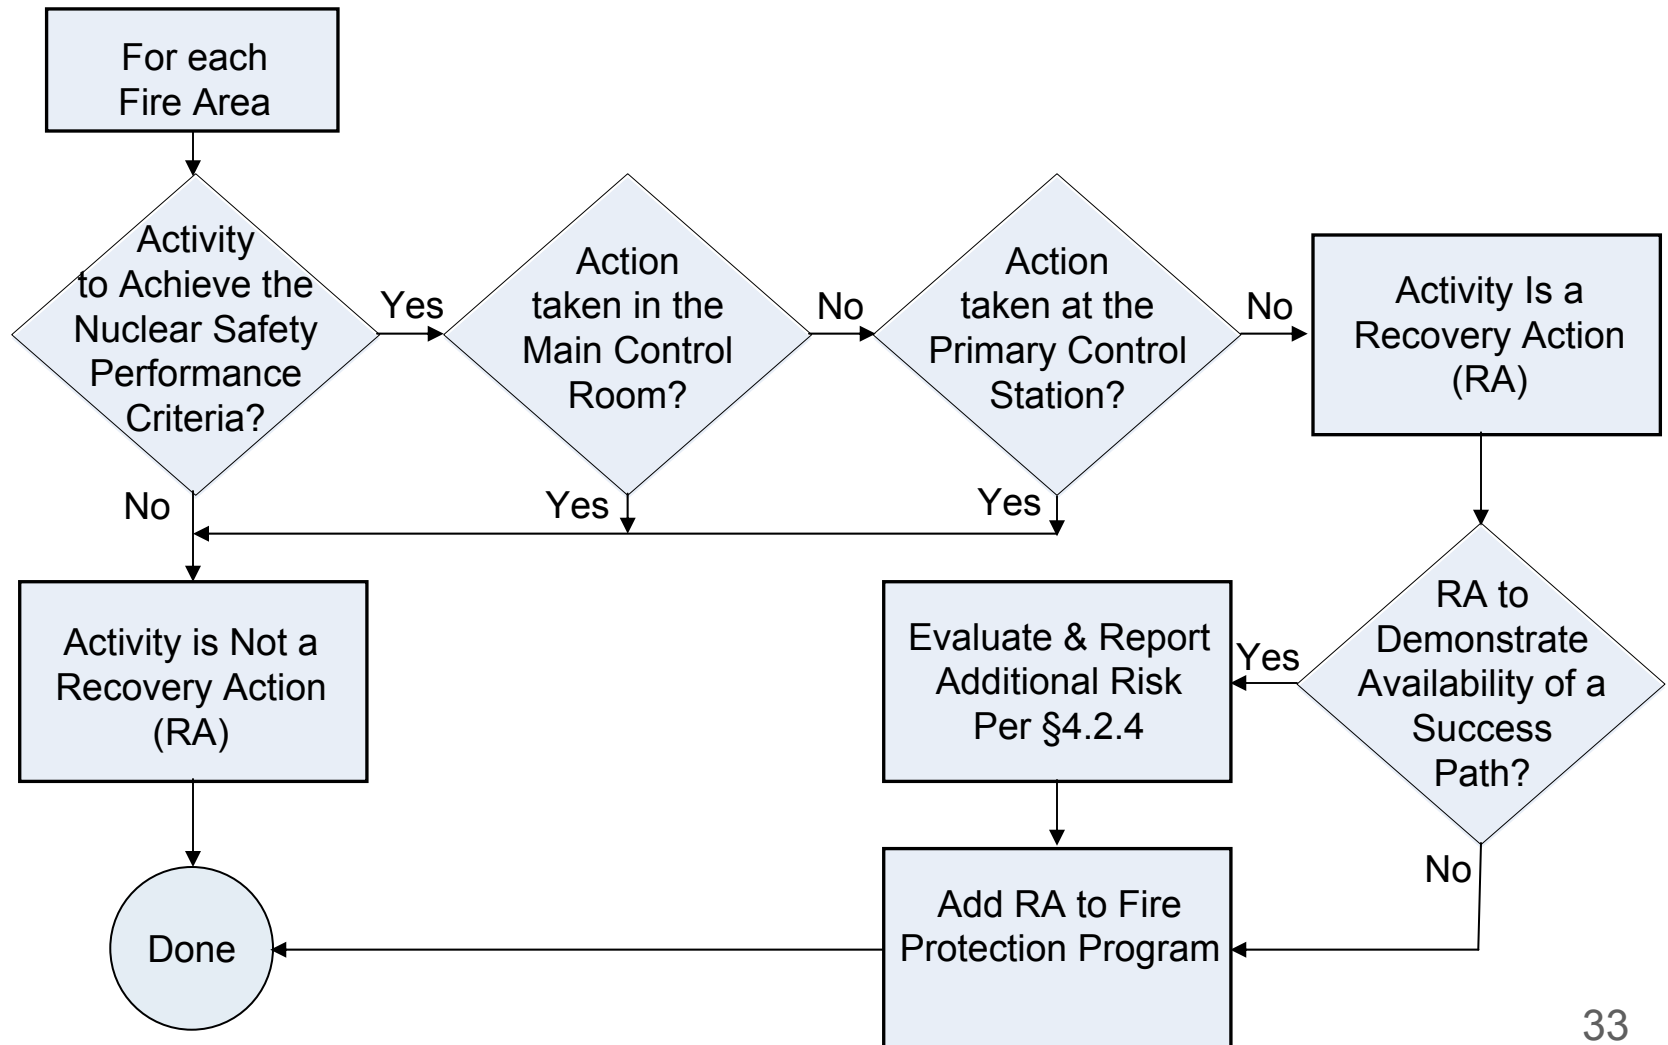 For each
Fire Area
Activity
to Achieve the
Nuclear Safety
Performance
Criteria?
Yes
No
Action
taken in the
Main Control
Room?
No
Yes
Action
taken at the
Primary Control
Station?
No
Yes
Activity Is a
Recovery Action
(RA)
Activity is Not a
Recovery Action
(RA)
Evaluate & Report
Additional Risk
Per §4.2.4
Yes
RA to
Demonstrate
Availability of a
Success
Path?
No
Add RA to Fire
Protection Program
Done
33